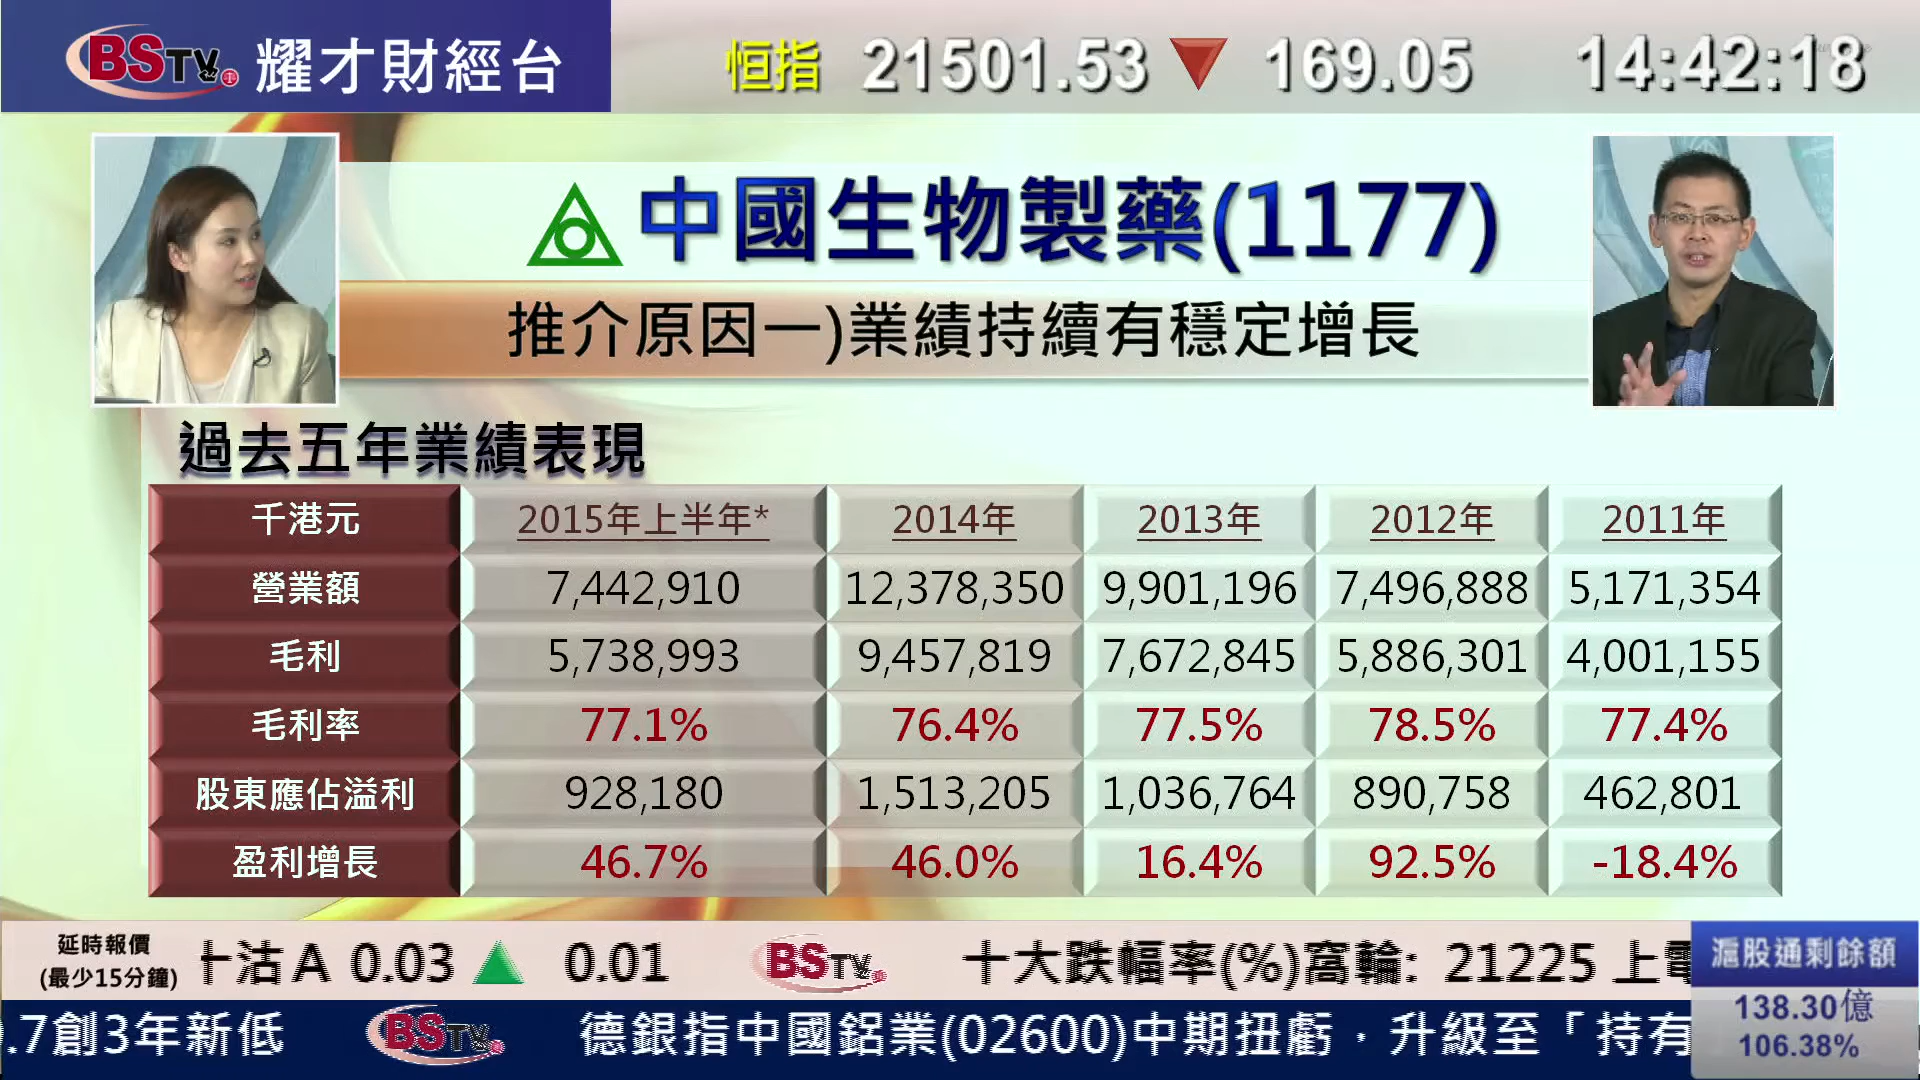 BSTV 耀才財經台
恒指 21501.53 ▼ 169.05 14:42:18
中國生物製藥(1177)
推介原因一)業績持續有穩定增長
過去五年業績表現
千港元 2015年上半年* 2014年 2013年 2012年 2011年
營業額 7,442,910 12,378,350 9,901,196 7,496,888 5,171,354
毛利 5,738,993 9,457,819 7,672,845 5,886,301 4,001,155
毛利率 77.1% 76.4% 77.5% 78.5% 77.4%
股東應佔溢利 928,180 1,513,205 1,036,764 890,758 462,801
盈利增長 46.7% 46.0% 16.4% 92.5% -18.4%
延時報價
(最少15分鐘)
沽A 0.03 ▲ 0.01 BSTV 十大跌幅率(%)窩輪: 21225 上
滬股通剩餘額
138.30億
106.38%
.7創3年新低 BSTV 德銀指中國鋁業(02600)中期扭虧，升級至「持有